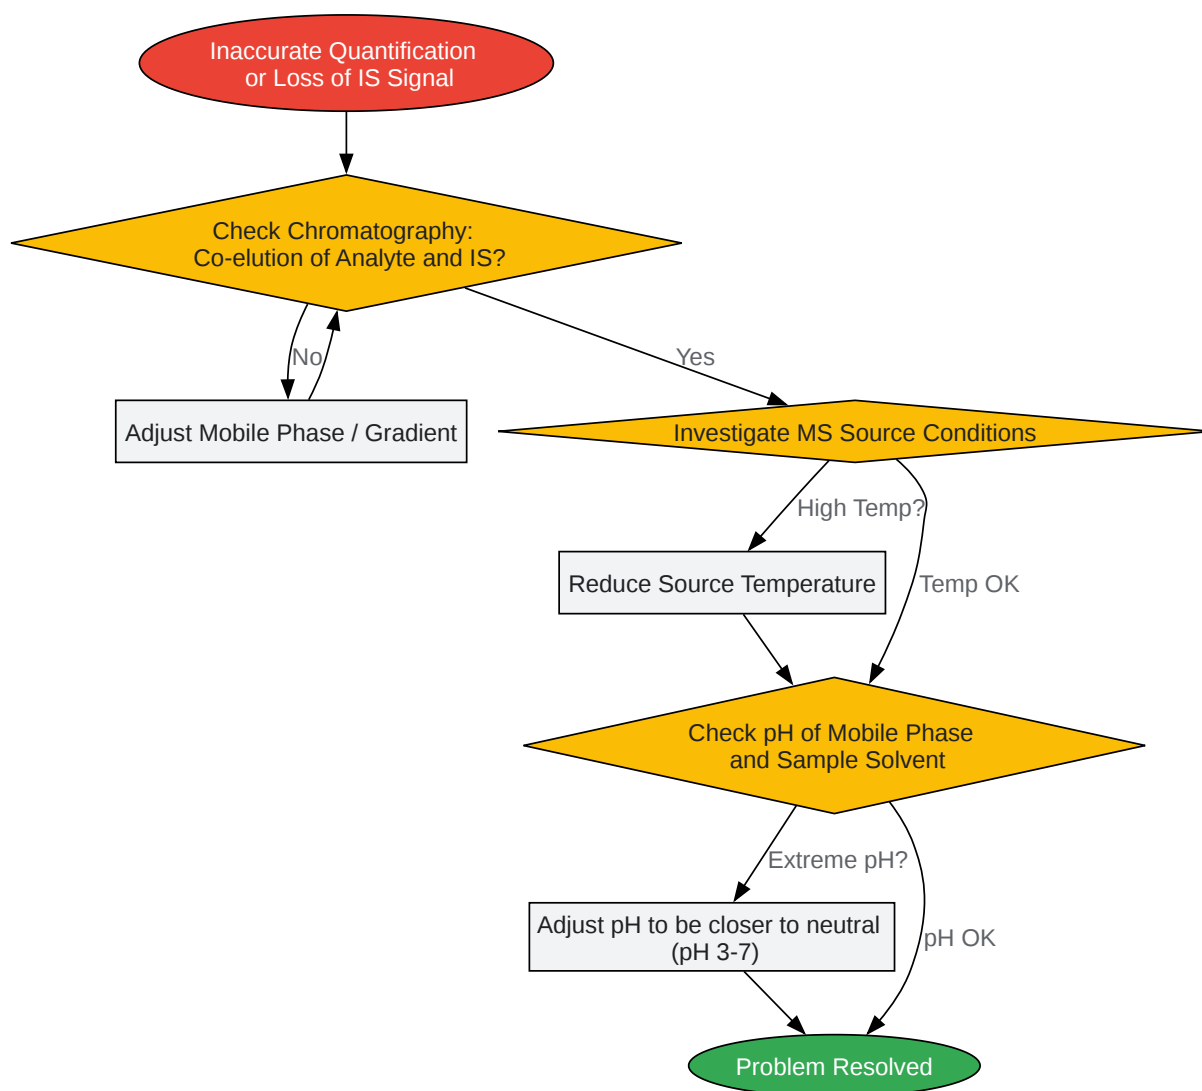 Inaccurate Quantification
or Loss of IS Signal
Check Chromatography:
Co-elution of Analyte and IS?
No
Yes
Adjust Mobile Phase / Gradient
Investigate MS Source Conditions
High Temp?
Reduce Source Temperature
Temp OK
Check pH of Mobile Phase
and Sample Solvent
Extreme pH?
Adjust pH to be closer to neutral
(pH 3-7)
pH OK
Problem Resolved